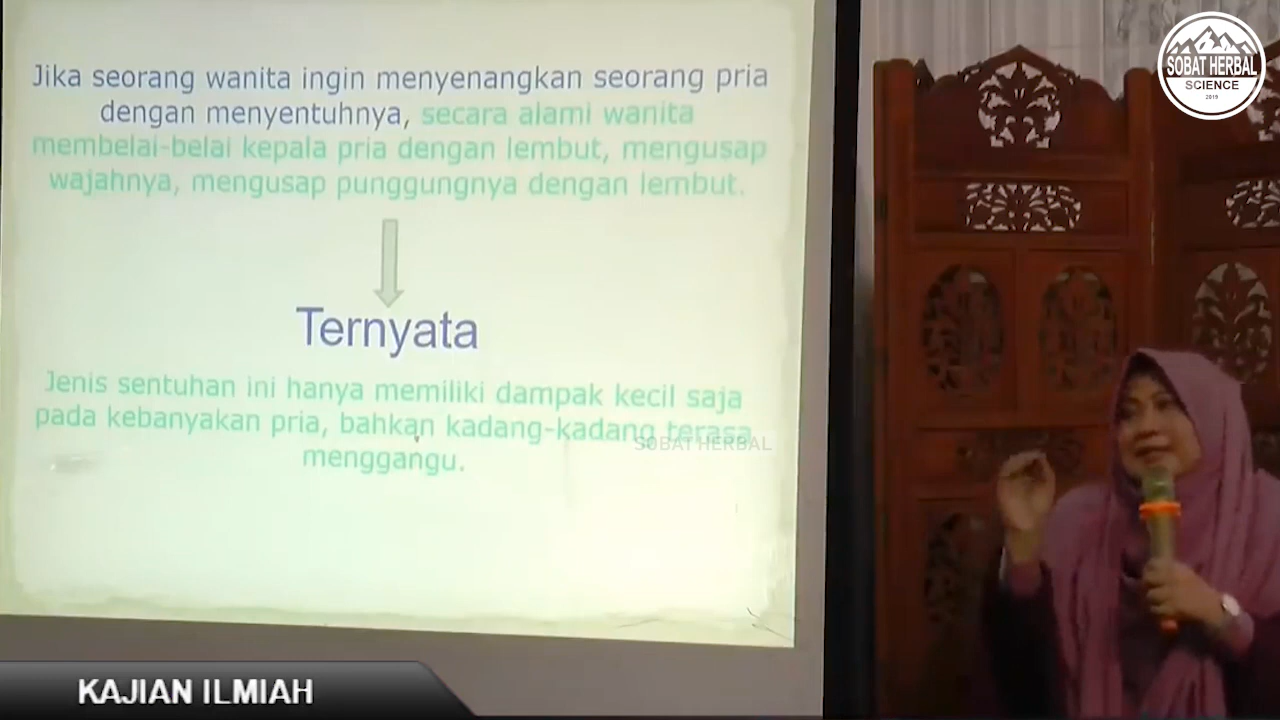 Jika seorang wanita ingin menyenangkan seorang pria
dengan menyentuhnya, secara alami wanita
membelai-belai kepala pria dengan lembut, mengusap
wajahnya, mengusap punggungnya dengan lembut.
Ternyata
Jenis sentuhan ini hanya memiliki dampak kecil saja
pada kebanyakan pria, bahkan kadang-kadang terasa
menggangu.
SOBAT HERBAL
SOBAT HERBAL
SCIENCE
2019
KAJIAN ILMIAH